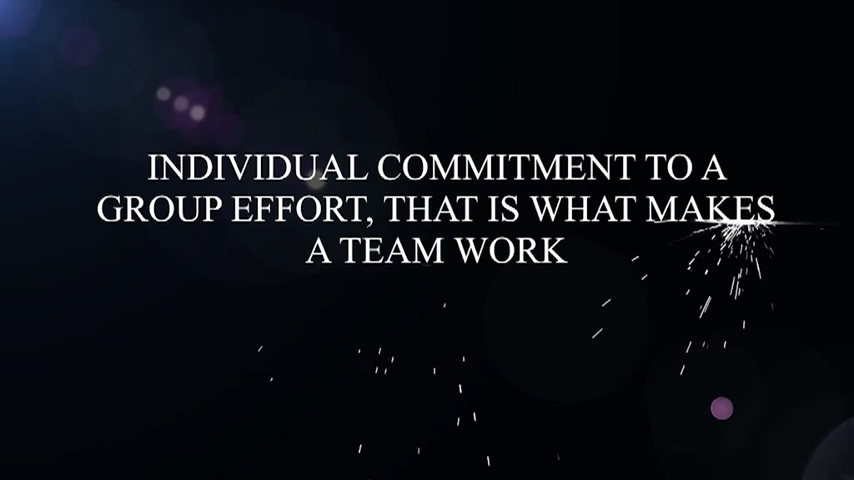 INDIVIDUAL COMMITMENT TO A
GROUP EFFORT, THAT IS WHAT MAKES
A TEAM WORK